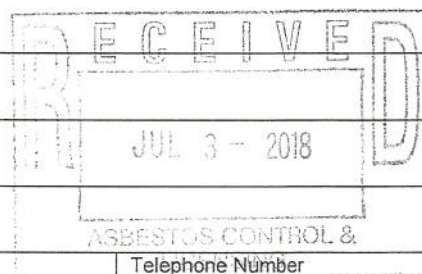 RECEIVED
JUL 3 - 2018
ASBESTOS CONTROL &
Telephone Number